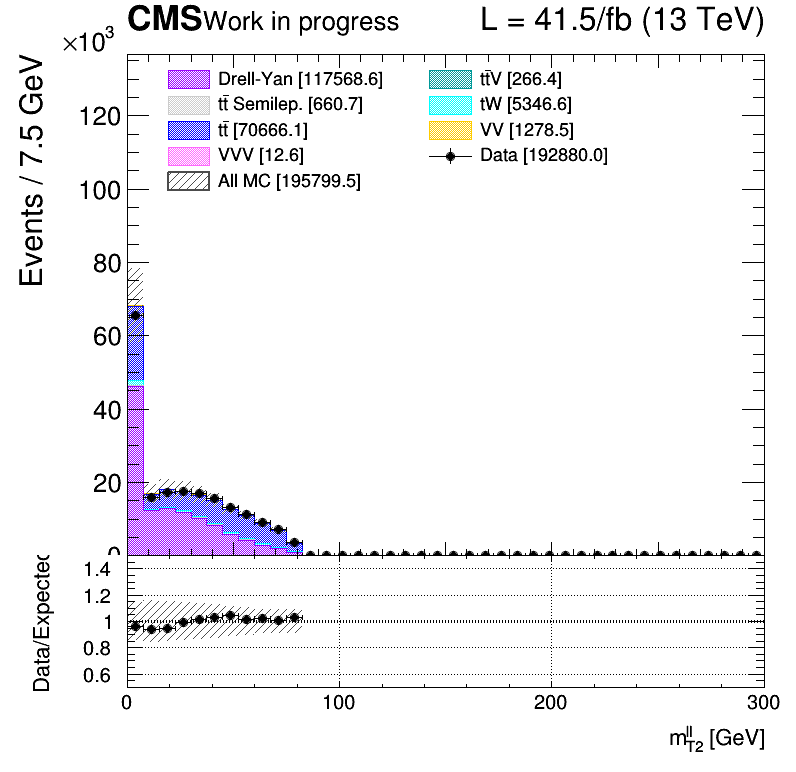 CMS Work in progress L = 41.5/fb (13 TeV)
×10³
Events / 7.5 GeV
Drell-Yan [117568.6]
tt̄ Semilep. [660.7]
tt̄ [70666.1]
VVV [12.6]
All MC [195799.5]
tt̄V [266.4]
tW [5346.6]
VV [1278.5]
Data [192880.0]
120
100
80
60
40
20
0
Data/Expected
1.4
1.2
1
0.8
0.6
0 100 200 300
m_T2^ll [GeV]